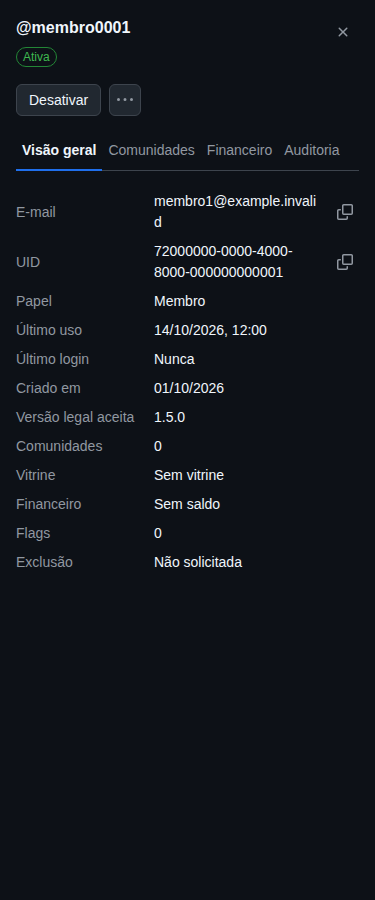 @membro0001
Ativa
Desativar
Visão geral Comunidades Financeiro Auditoria
E-mail membro1@example.invali
d
UID 72000000-0000-4000-
8000-000000000001
Papel Membro
Último uso 14/10/2026, 12:00
Último login Nunca
Criado em 01/10/2026
Versão legal aceita 1.5.0
Comunidades 0
Vitrine Sem vitrine
Financeiro Sem saldo
Flags 0
Exclusão Não solicitada